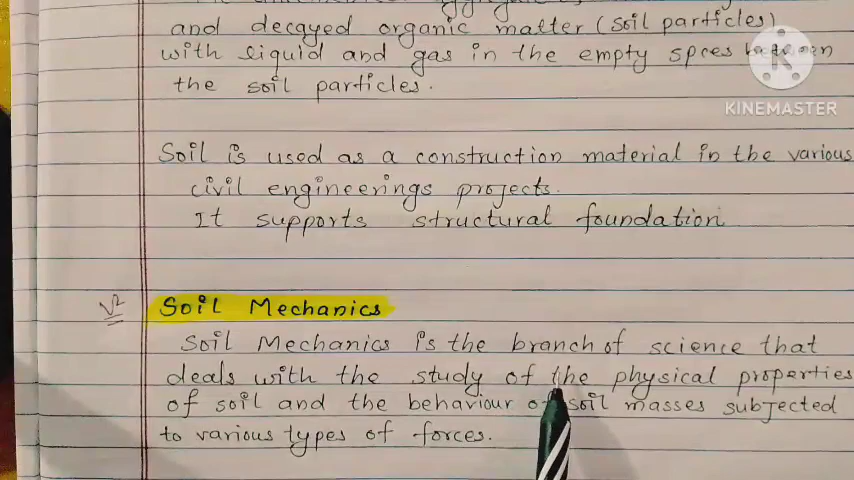 and decayed organic matter (soil particles)
with liquid and gas in the empty spces between
the soil particles.
KINEMASTER
Soil is used as a construction material in the various
civil engineerings projects.
It supports structural foundation
V2
Soil Mechanics
Soil Mechanics is the branch of science that
deals with the study of the physical properties
of soil and the behaviour of soil masses subjected
to various types of forces.